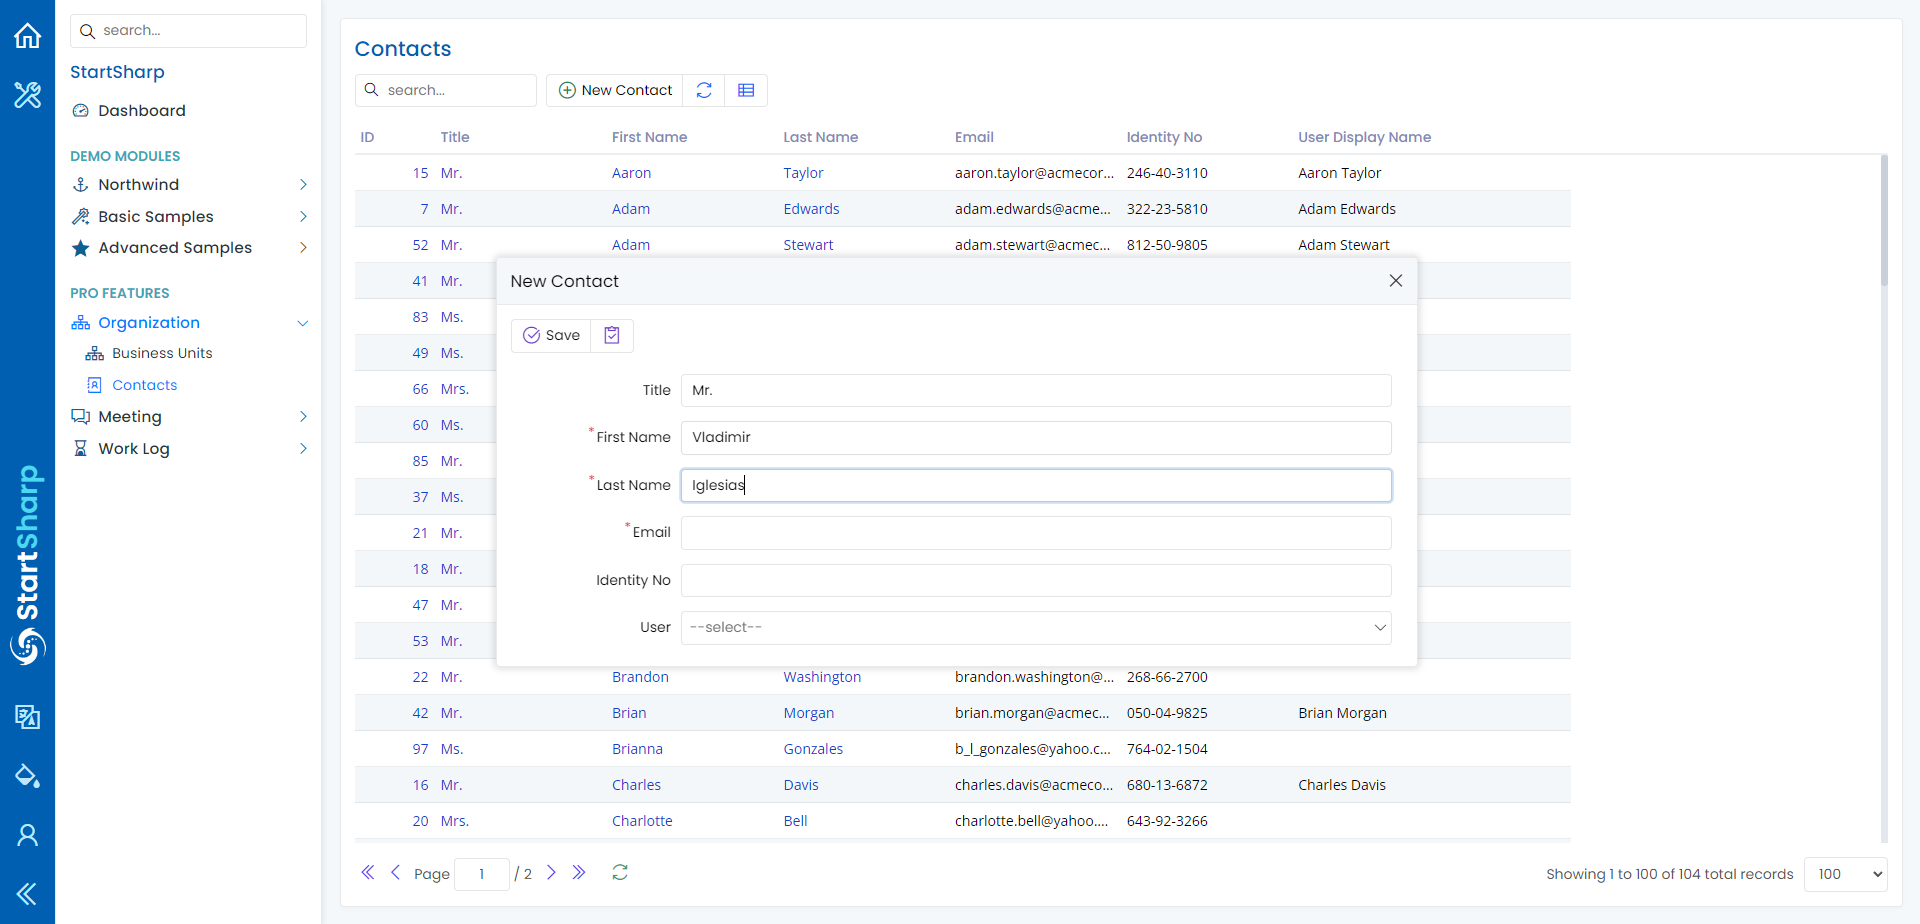 search...
StartSharp
Dashboard
DEMO MODULES
Northwind
Basic Samples
Advanced Samples
PRO FEATURES
Organization
Business Units
Contacts
Meeting
Work Log
StartSharp
Contacts
search...
New Contact
ID Title First Name Last Name Email Identity No User Display Name
15 Mr. Aaron Taylor aaron.taylor@acmecor... 246-40-3110 Aaron Taylor
7 Mr. Adam Edwards adam.edwards@acme... 322-23-5810 Adam Edwards
52 Mr. Adam Stewart adam.stewart@acmec... 812-50-9805 Adam Stewart
41 Mr.
83 Ms.
49 Ms.
66 Mrs.
60 Ms.
85 Mr.
37 Ms.
21 Mr.
18 Mr.
47 Mr.
53 Mr.
22 Mr. Brandon Washington brandon.washington@... 268-66-2700
42 Mr. Brian Morgan brian.morgan@acmec... 050-04-9825 Brian Morgan
97 Ms. Brianna Gonzales b_l_gonzales@yahoo.c... 764-02-1504
16 Mr. Charles Davis charles.davis@acmeco... 680-13-6872 Charles Davis
20 Mrs. Charlotte Bell charlotte.bell@yahoo.... 643-92-3266
New Contact
Save
Title Mr.
* First Name Vladimir
* Last Name Iglesias
* Email
Identity No
User --select--
Page 1 / 2
Showing 1 to 100 of 104 total records 100